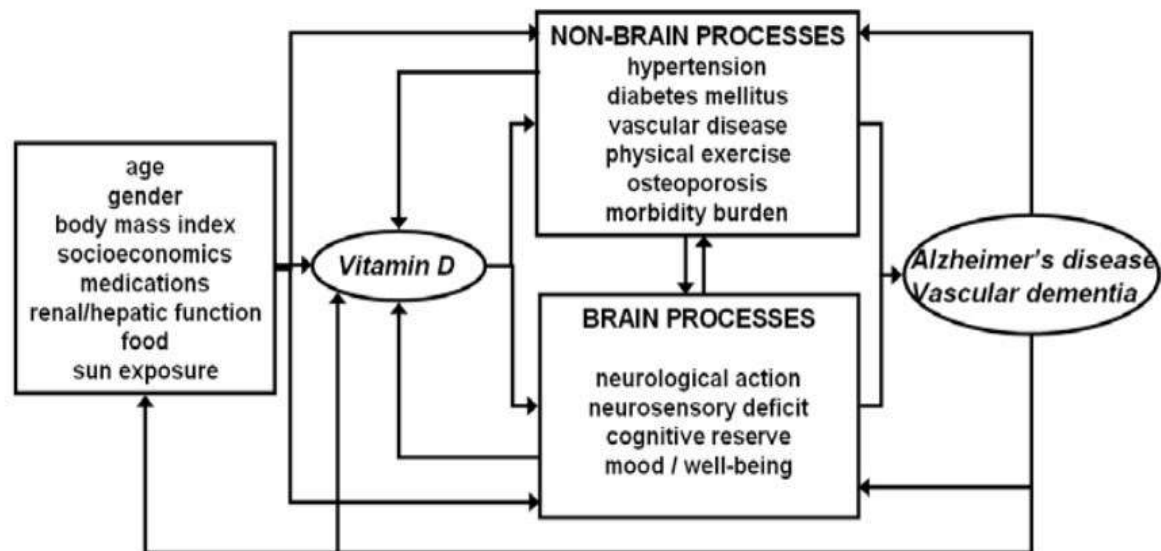 age
gender
body mass index
socioeconomics
medications
renal/hepatic function
food
sun exposure
Vitamin D
NON-BRAIN PROCESSES
hypertension
diabetes mellitus
vascular disease
physical exercise
osteoporosis
morbidity burden
BRAIN PROCESSES
neurological action
neurosensory deficit
cognitive reserve
mood / well-being
Alzheimer's disease
Vascular dementia